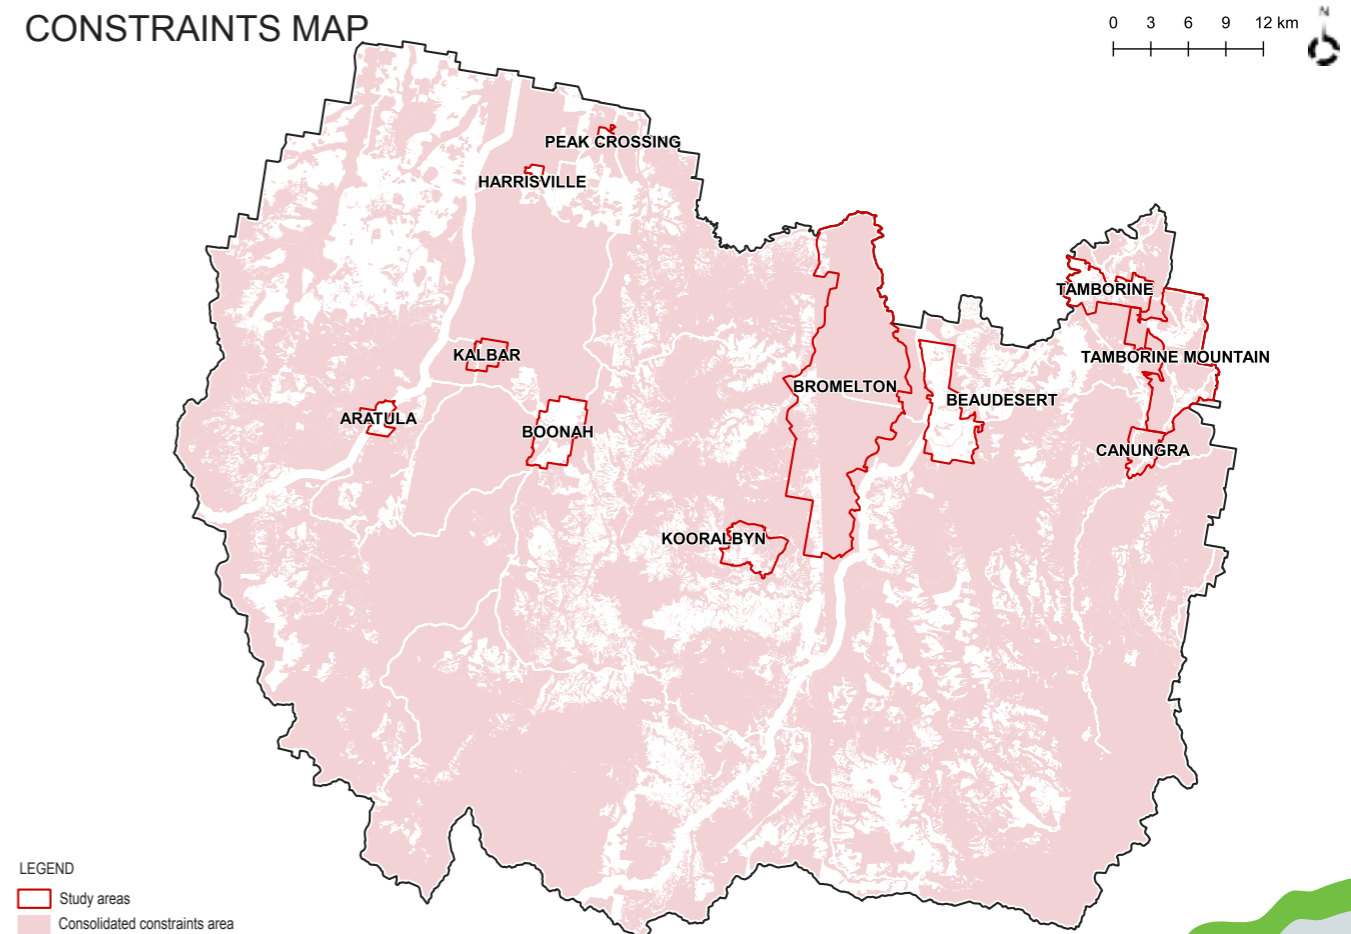 CONSTRAINTS MAP
0 3 6 9 12 km
N
PEAK CROSSING
HARRISVILLE
TAMBORINE
KALBAR
TAMBORINE MOUNTAIN
BROMELTON
BEAUDESERT
ARATULA
BOONAH
CANUNGRA
KOORALBYN
LEGEND
Study areas
Consolidated constraints area